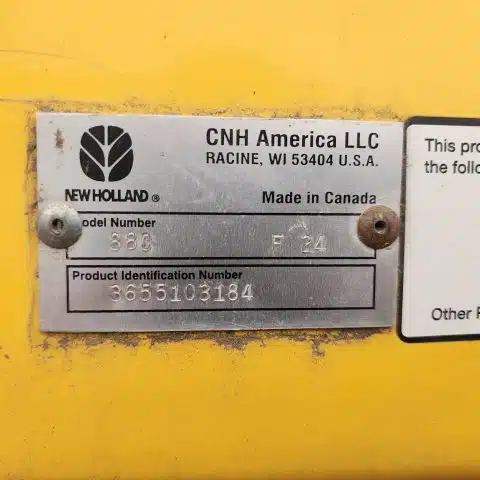 CNH America LLC
RACINE, WI 53404 U.S.A.
NEW HOLLAND ®
Made in Canada
odel Number
88C F 24
Product Identification Number
3655103184
This pro
the follo
Other F